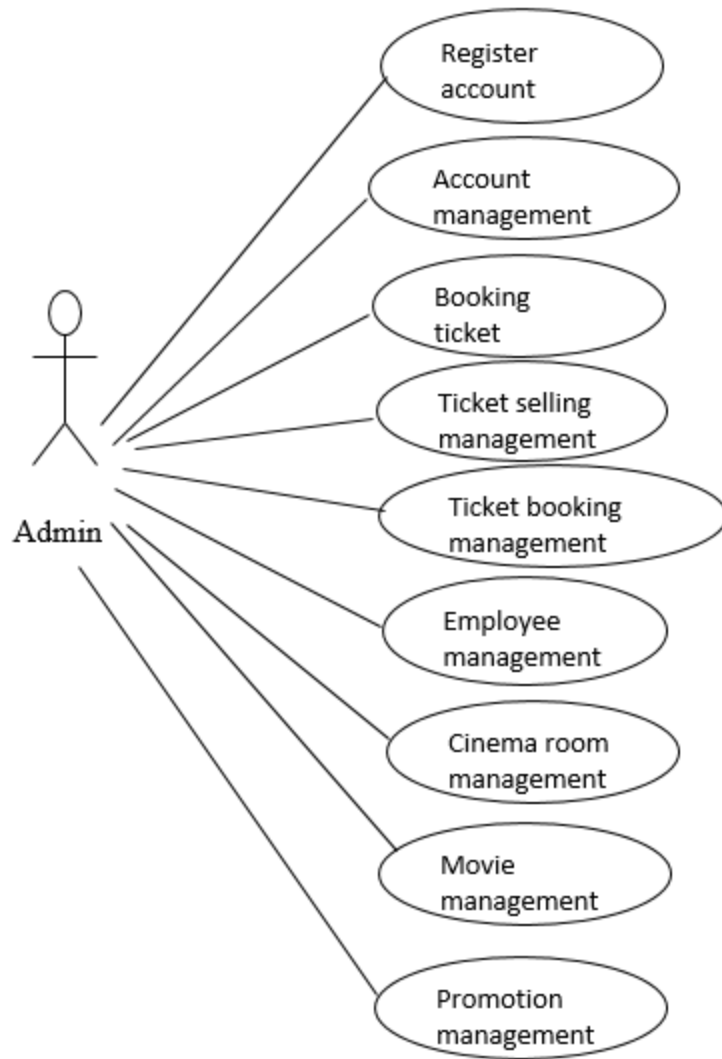 Register
account
Account
management
Booking
ticket
Ticket selling
management
Ticket booking
management
Admin
Employee
management
Cinema room
management
Movie
management
Promotion
management